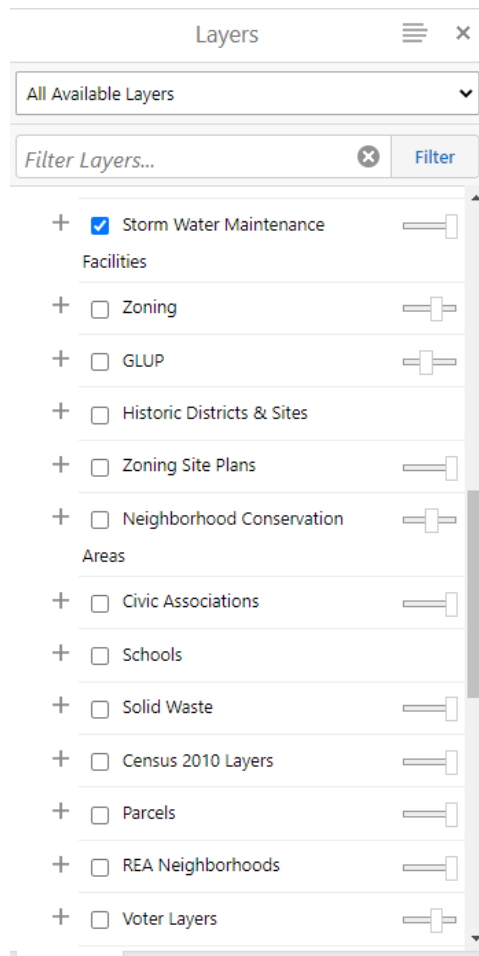 Layers
All Available Layers
Filter Layers...
Filter
Storm Water Maintenance
Facilities
Zoning
GLUP
Historic Districts & Sites
Zoning Site Plans
Neighborhood Conservation
Areas
Civic Associations
Schools
Solid Waste
Census 2010 Layers
Parcels
REA Neighborhoods
Voter Layers